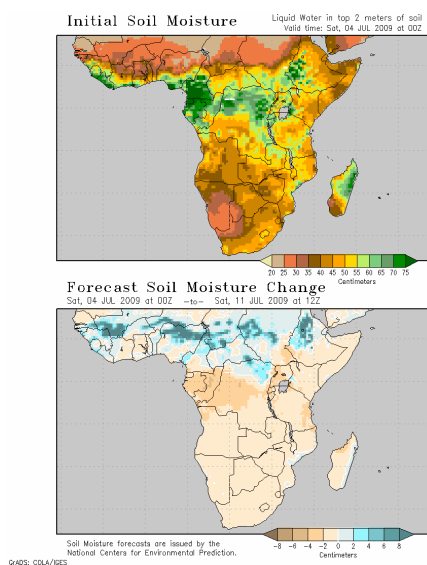 Initial Soil Moisture
Liquid Water in top 2 meters of soil
Valid time: Sat, 04 JUL 2009 at 00Z
20 25 30 35 40 45 50 55 60 65 70 75
Centimeters
Forecast Soil Moisture Change
Sat, 04 JUL 2009 at 00Z -to- Sat, 11 JUL 2009 at 12Z
Soil Moisture forecasts are issued by the
National Centers for Environmental Prediction.
-8 -6 -4 -2 0 2 4 6 8
Centimeters
GrADS: COLA/IGES